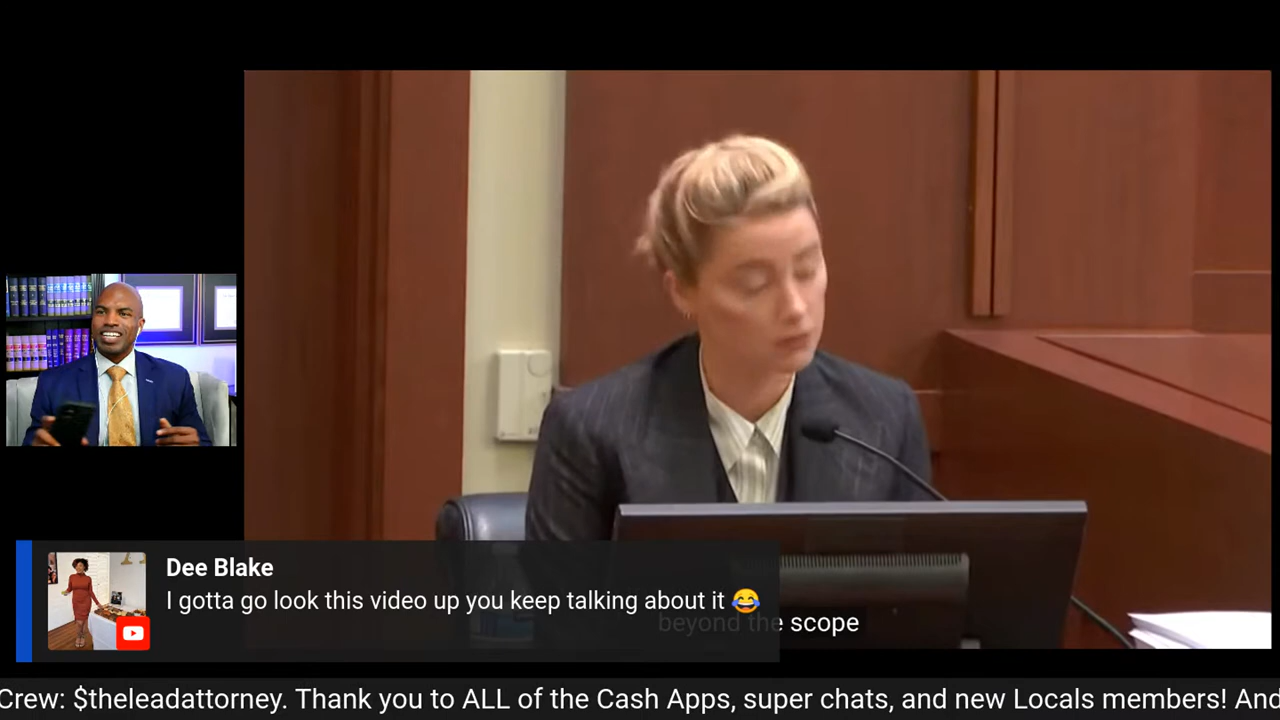 Dee Blake
I gotta go look this video up you keep talking about it 😂
beyond the scope
Crew: $theleadattorney. Thank you to ALL of the Cash Apps, super chats, and new Locals members! And